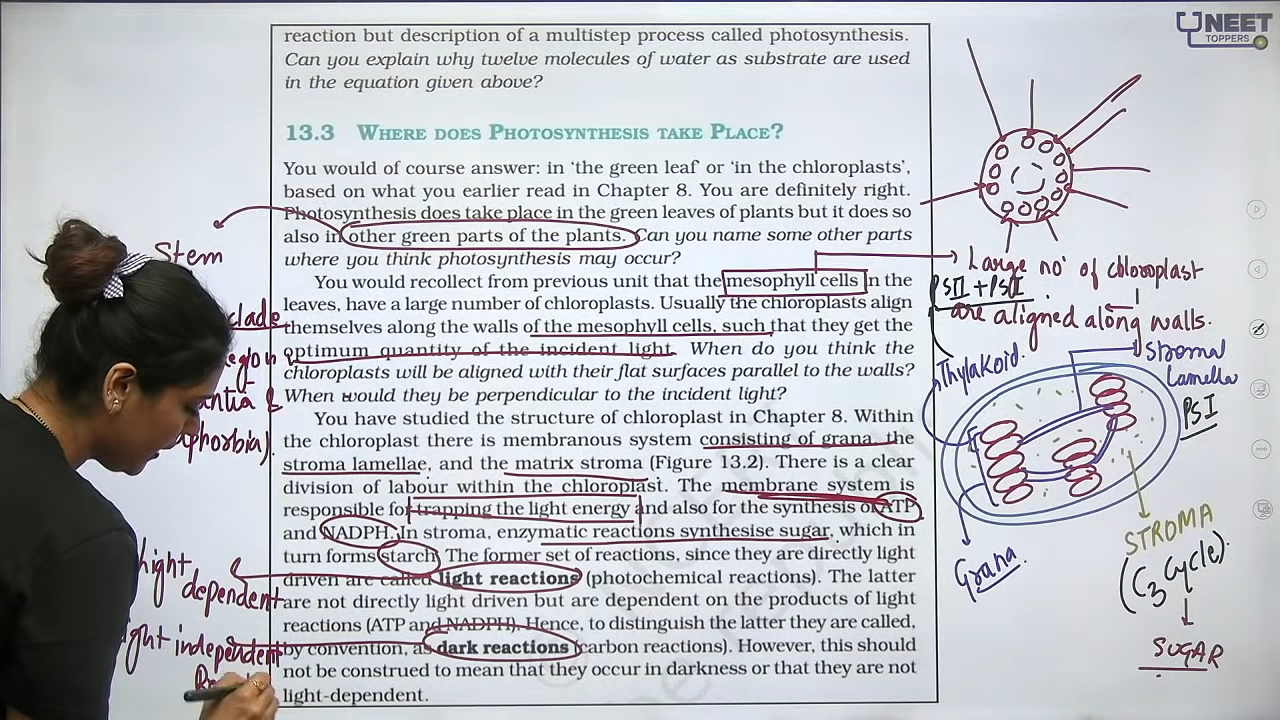 reaction but description of a multistep process called photosynthesis.
Can you explain why twelve molecules of water as substrate are used
in the equation given above?
13.3 WHERE DOES PHOTOSYNTHESIS TAKE PLACE?
You would of course answer: in ‘the green leaf’ or ‘in the chloroplasts’,
based on what you earlier read in Chapter 8. You are definitely right.
Photosynthesis does take place in the green leaves of plants but it does so
also in other green parts of the plants. Can you name some other parts
where you think photosynthesis may occur?
You would recollect from previous unit that the mesophyll cells in the
leaves, have a large number of chloroplasts. Usually the chloroplasts align
themselves along the walls of the mesophyll cells, such that they get the
optimum quantity of the incident light. When do you think the
chloroplasts will be aligned with their flat surfaces parallel to the walls?
When would they be perpendicular to the incident light?
You have studied the structure of chloroplast in Chapter 8. Within
the chloroplast there is membranous system consisting of grana, the
stroma lamellae, and the matrix stroma (Figure 13.2). There is a clear
division of labour within the chloroplast. The membrane system is
responsible for trapping the light energy and also for the synthesis of ATP
and NADPH. In stroma, enzymatic reactions synthesise sugar, which in
turn forms starch. The former set of reactions, since they are directly light
driven are called light reactions (photochemical reactions). The latter
are not directly light driven but are dependent on the products of light
reactions (ATP and NADPH). Hence, to distinguish the latter they are called,
by convention, as dark reactions (carbon reactions). However, this should
not be construed to mean that they occur in darkness or that they are not
light-dependent.
Stem
clade
antia &
aphorbia).
light
dependent
ight independent
NEET
TOPPERS
Large no of chloroplast
are aligned along walls.
PSII + PSI
Thylakoid.
Stroma
Lamella
PSI
Grana
STROMA
(C3 Cycle).
SUGAR